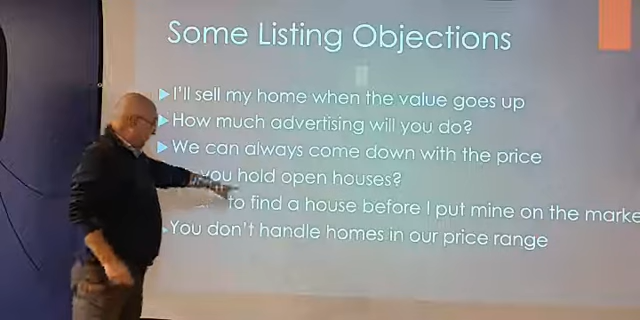 Some Listing Objections
I'll sell my home when the value goes up
How much advertising will you do?
We can always come down with the price
you hold open houses?
to find a house before I put mine on the marke
You don't handle homes in our price range